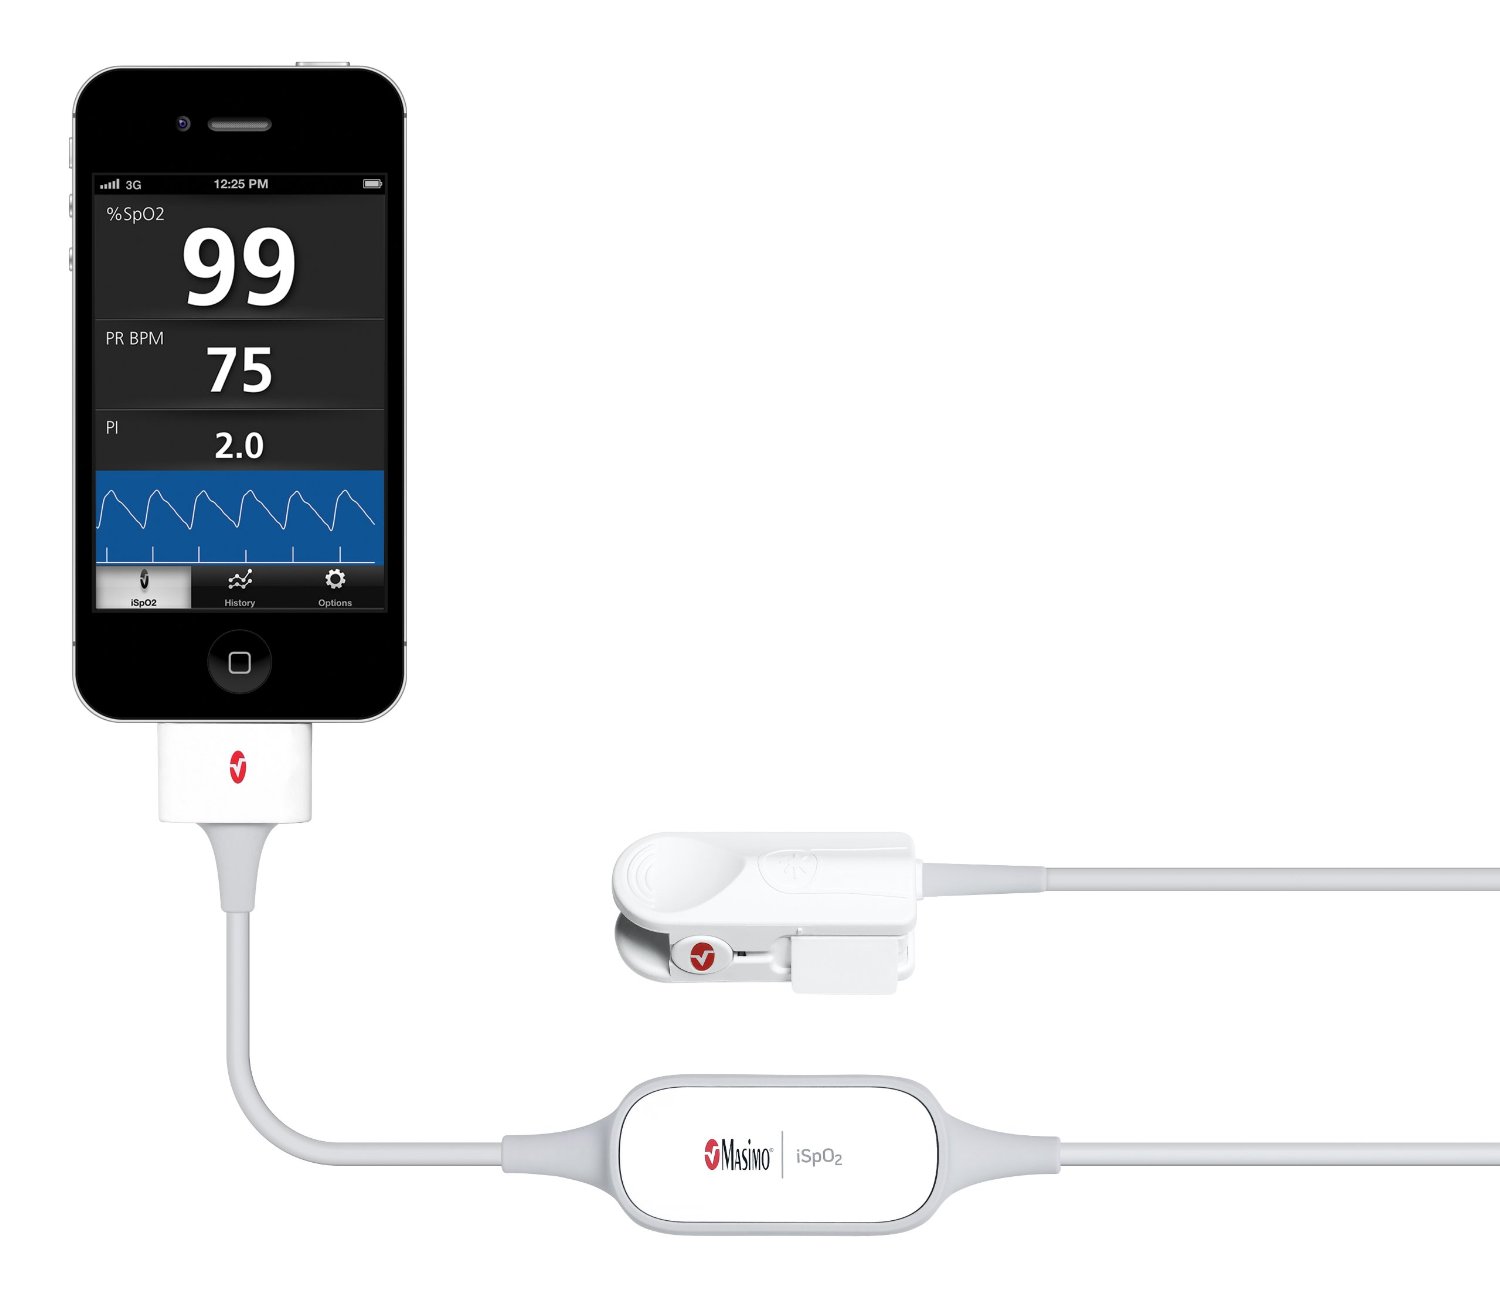 3G 12:25 PM
%SpO2
99
PR BPM
75
PI
2.0
iSpO2 History Options
Masimo® iSpO2